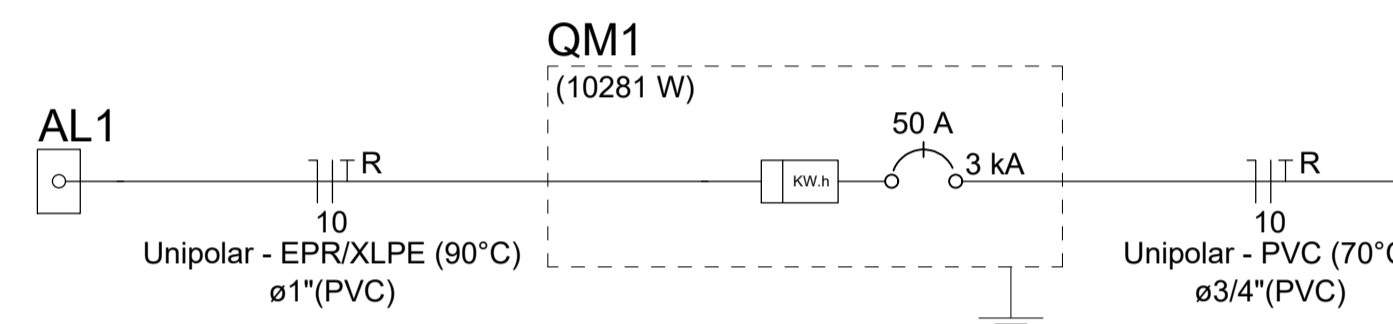 QM1
(10281 W)
AL1
50 A
R
3 kA
R
KW.h
10
10
Unipolar - EPR/XLPE (90°C)
Unipolar - PVC (70°C
ø1"(PVC)
ø3/4"(PVC)